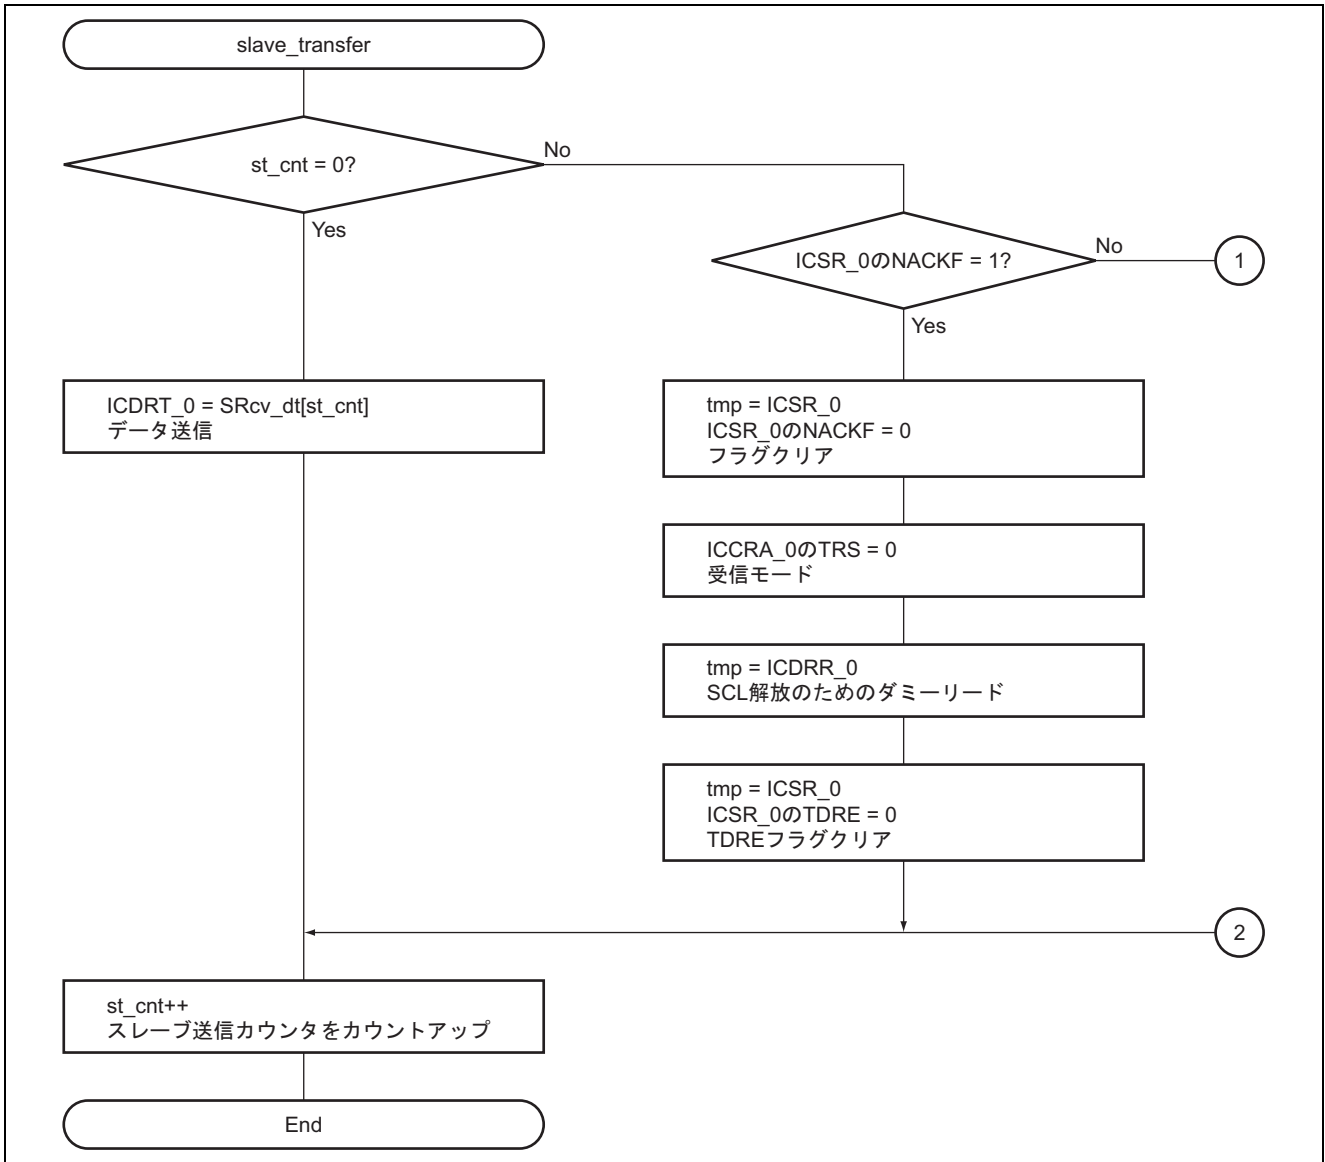 slave_transfer
st_cnt = 0?
No
Yes
ICSR_0のNACKF = 1?
No
1
Yes
ICDRT_0 = SRcv_dt[st_cnt]
データ送信
tmp = ICSR_0
ICSR_0のNACKF = 0
フラグクリア
ICCRA_0のTRS = 0
受信モード
tmp = ICDRR_0
SCL解放のためのダミーリード
tmp = ICSR_0
ICSR_0のTDRE = 0
TDREフラグクリア
2
st_cnt++
スレーブ送信カウンタをカウントアップ
End